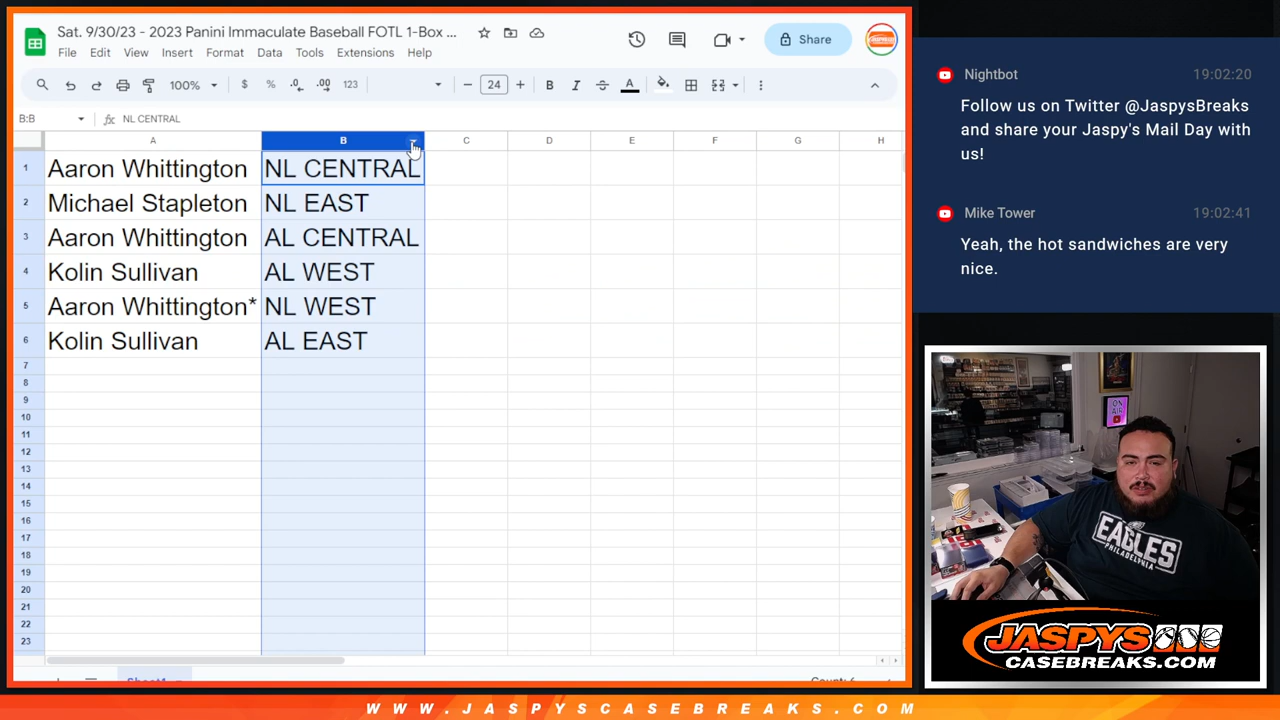 Sat. 9/30/23 - 2023 Panini Immaculate Baseball FOTL 1-Box ...
File Edit View Insert Format Data Tools Extensions Help
Share
100% $ % .0 .00 123 24 B I A
B:B fx NL CENTRAL
A B C D E F G H
1 Aaron Whittington NL CENTRAL
2 Michael Stapleton NL EAST
3 Aaron Whittington AL CENTRAL
4 Kolin Sullivan AL WEST
5 Aaron Whittington* NL WEST
6 Kolin Sullivan AL EAST
7
8
9
10
11
12
13
14
15
16
17
18
19
20
21
22
23
Nightbot 19:02:20
Follow us on Twitter @JaspysBreaks
and share your Jaspy's Mail Day with
us!
Mike Tower 19:02:41
Yeah, the hot sandwiches are very
nice.
ON
AIR
EAGLES
PHILADELPHIA
JASPYS
CASEBREAKS.COM
WWW.JASPYSCASEBREAKS.COM